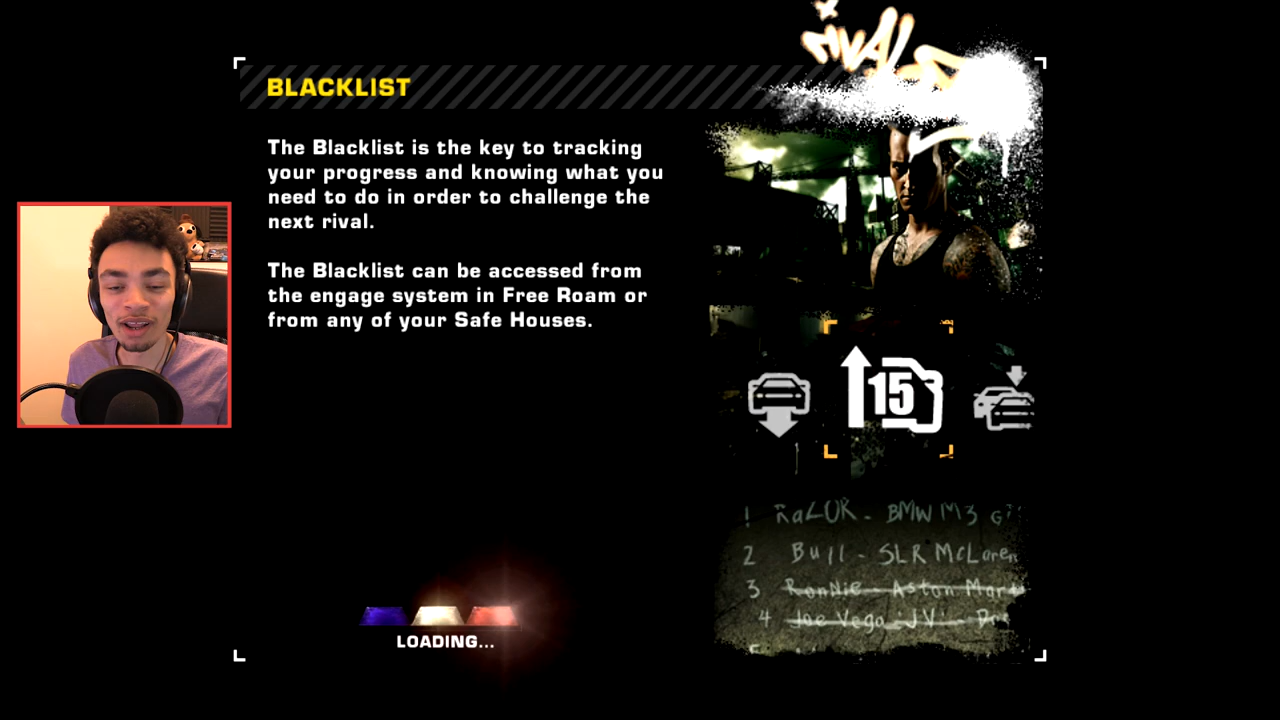 RIVALS
BLACKLIST
The Blacklist is the key to tracking
your progress and knowing what you
need to do in order to challenge the
next rival.
The Blacklist can be accessed from
the engage system in Free Roam or
from any of your Safe Houses.
15
1 RaZOR - BMW M3
2 Bull - SLR McLaren
3 Ronnie - Aston
4 Joe Vega 'JV' -
LOADING...